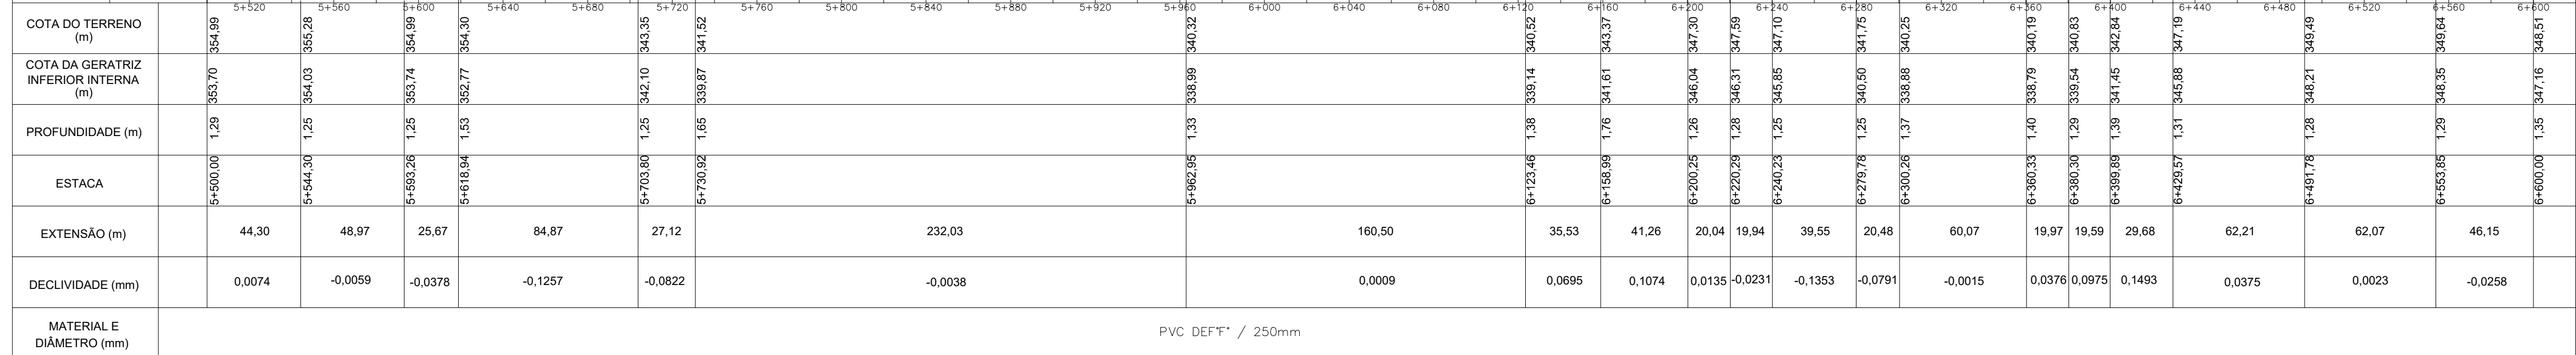 5+520 5+560 5+600 5+640 5+680 5+720 5+760 5+800 5+840 5+880 5+920 5+960 6+000 6+040 6+080 6+120 6+160 6+200 6+240 6+280 6+320 6+360 6+400 6+440 6+480 6+520 6+560 6+600
COTA DO TERRENO
(m)
354,99 355,28 354,99 354,30 343,35 341,52 340,32 340,52 343,37 347,30 347,59 347,10 341,75 340,25 340,19 340,83 342,84 347,19 349,49 349,64 348,51
COTA DA GERATRIZ
INFERIOR INTERNA
(m)
353,70 354,03 353,74 352,77 342,10 339,87 338,99 339,14 341,61 346,04 346,31 345,85 340,50 338,88 338,79 339,54 341,45 345,88 348,21 348,35 347,16
PROFUNDIDADE (m)
1,29 1,25 1,25 1,53 1,25 1,65 1,33 1,38 1,76 1,26 1,28 1,25 1,25 1,37 1,40 1,29 1,39 1,31 1,28 1,29 1,35
ESTACA
5+500,00 5+544,30 5+593,26 5+618,94 5+703,80 5+730,92 5+962,95 6+123,46 6+158,99 6+200,25 6+220,29 6+240,23 6+279,78 6+300,26 6+360,33 6+380,30 6+399,89 6+429,57 6+491,78 6+553,85 6+600,00
EXTENSÃO (m)
44,30 48,97 25,67 84,87 27,12 232,03 160,50 35,53 41,26 20,04 19,94 39,55 20,48 60,07 19,97 19,59 29,68 62,21 62,07 46,15
DECLIVIDADE (mm)
0,0074 -0,0059 -0,0378 -0,1257 -0,0822 -0,0038 0,0009 0,0695 0,1074 0,0135 -0,0231 -0,1353 -0,0791 -0,0015 0,0376 0,0975 0,1493 0,0375 0,0023 -0,0258
MATERIAL E
DIÂMETRO (mm)
PVC DEF"F" / 250mm